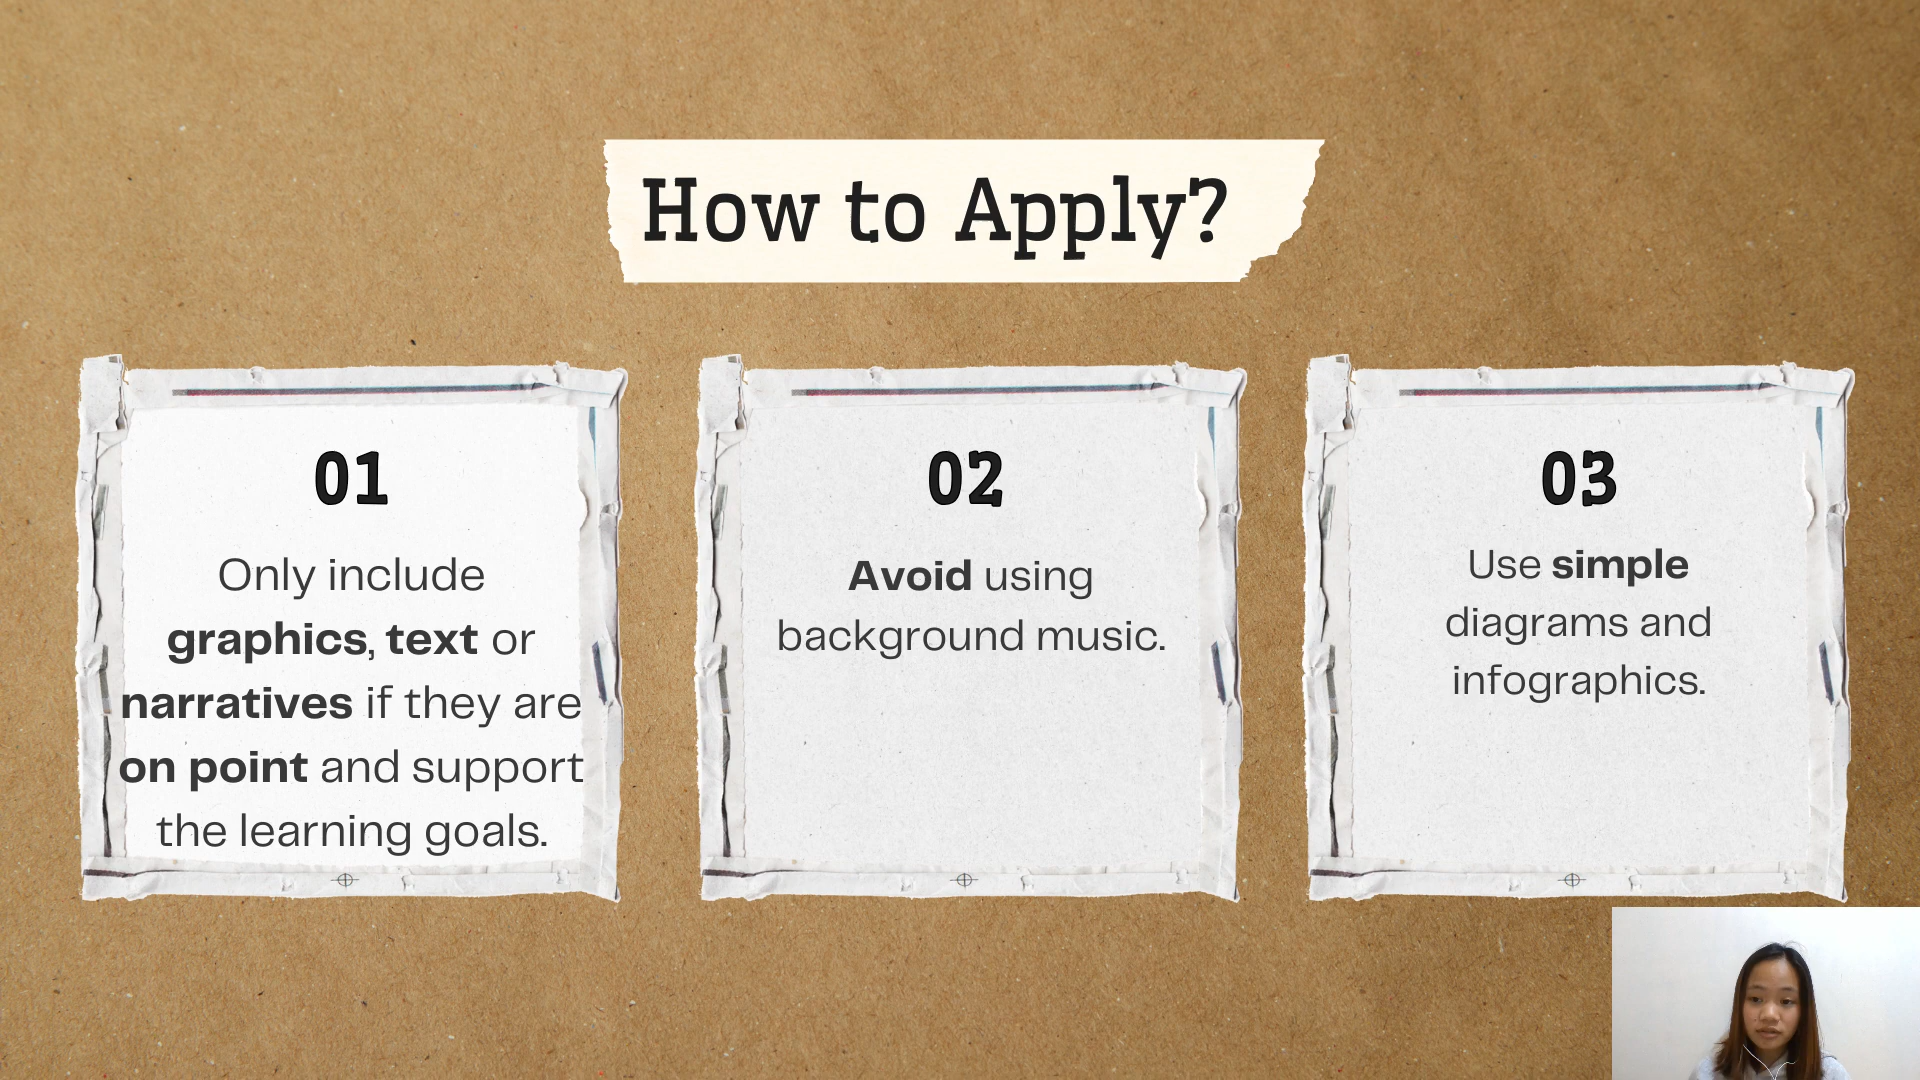 How to Apply?
01
Only include
graphics, text or
narratives if they are
on point and support
the learning goals.
02
Avoid using
background music.
03
Use simple
diagrams and
infographics.